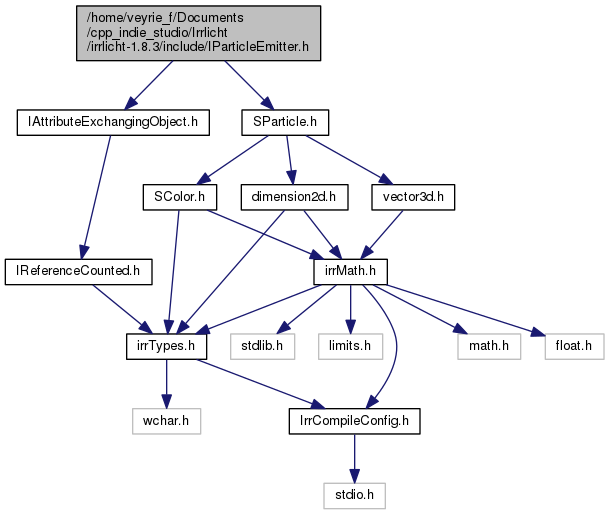 /home/veyrie_f/Documents
/cpp_indie_studio/Irrlicht
/irrlicht-1.8.3/include/IParticleEmitter.h
IAttributeExchangingObject.h
SParticle.h
SColor.h
dimension2d.h
vector3d.h
IReferenceCounted.h
irrMath.h
irrTypes.h
stdlib.h
limits.h
math.h
float.h
wchar.h
IrrCompileConfig.h
stdio.h